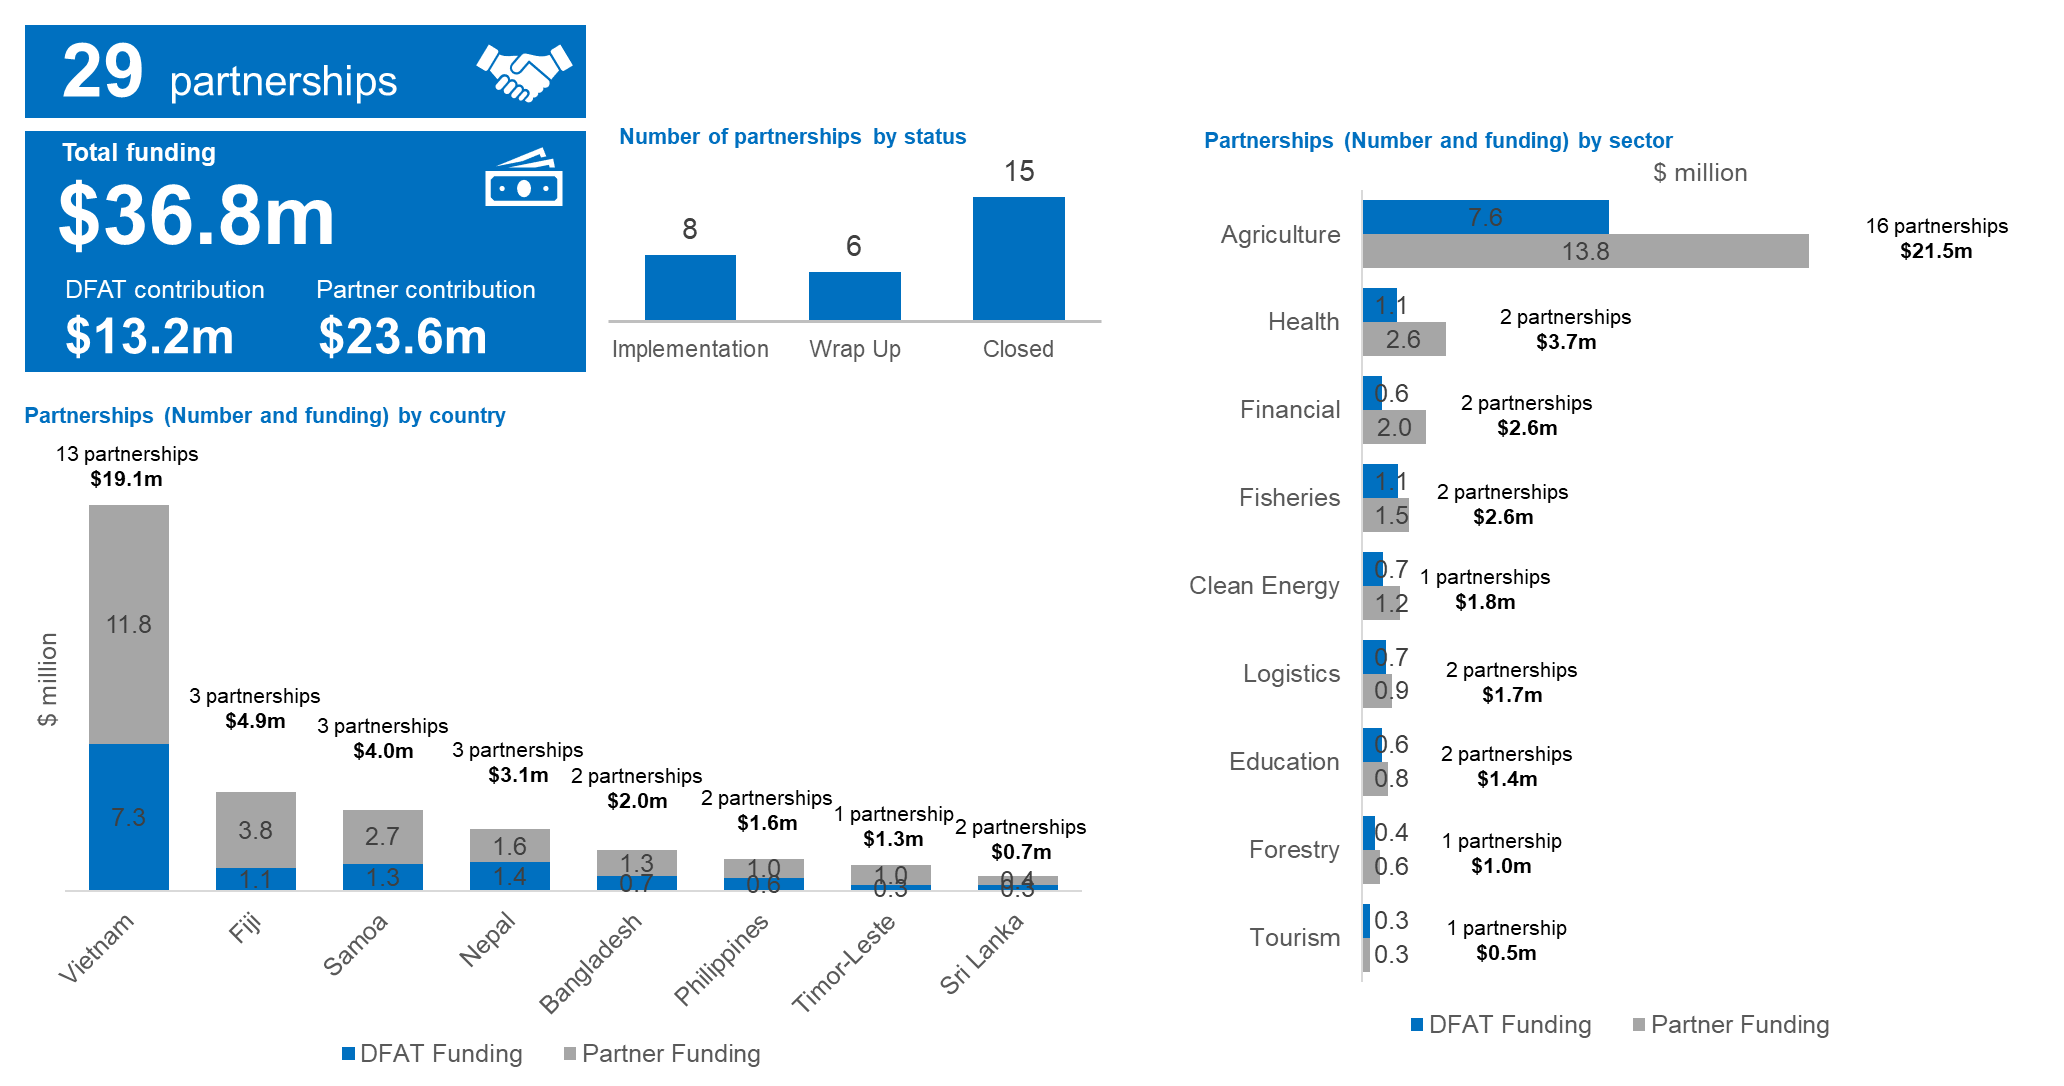 29 partnerships
Total funding
$36.8m
DFAT contribution Partner contribution
$13.2m $23.6m
Number of partnerships by status
15
8
6
Implementation Wrap Up Closed
Partnerships (Number and funding) by country
13 partnerships
$19.1m
3 partnerships
$4.9m
3 partnerships
$4.0m
3 partnerships
$3.1m
2 partnerships
$2.0m
2 partnerships
$1.6m
1 partnership
$1.3m
2 partnerships
$0.7m
$ million
11.8
7.3
3.8
1.1
2.7
1.3
1.6
1.4
1.3
0.7
1.0
0.6
1.0
0.3
0.4
0.3
Vietnam
Fiji
Samoa
Nepal
Bangladesh
Philippines
Timor-Leste
Sri Lanka
DFAT Funding Partner Funding
Partnerships (Number and funding) by sector
$ million
Agriculture
7.6
13.8
16 partnerships
$21.5m
Health
1.1
2.6
2 partnerships
$3.7m
Financial
0.6
2.0
2 partnerships
$2.6m
Fisheries
1.1
1.5
2 partnerships
$2.6m
Clean Energy
0.7
1.2
1 partnerships
$1.8m
Logistics
0.7
0.9
2 partnerships
$1.7m
Education
0.6
0.8
2 partnerships
$1.4m
Forestry
0.4
0.6
1 partnership
$1.0m
Tourism
0.3
0.3
1 partnership
$0.5m
DFAT Funding Partner Funding